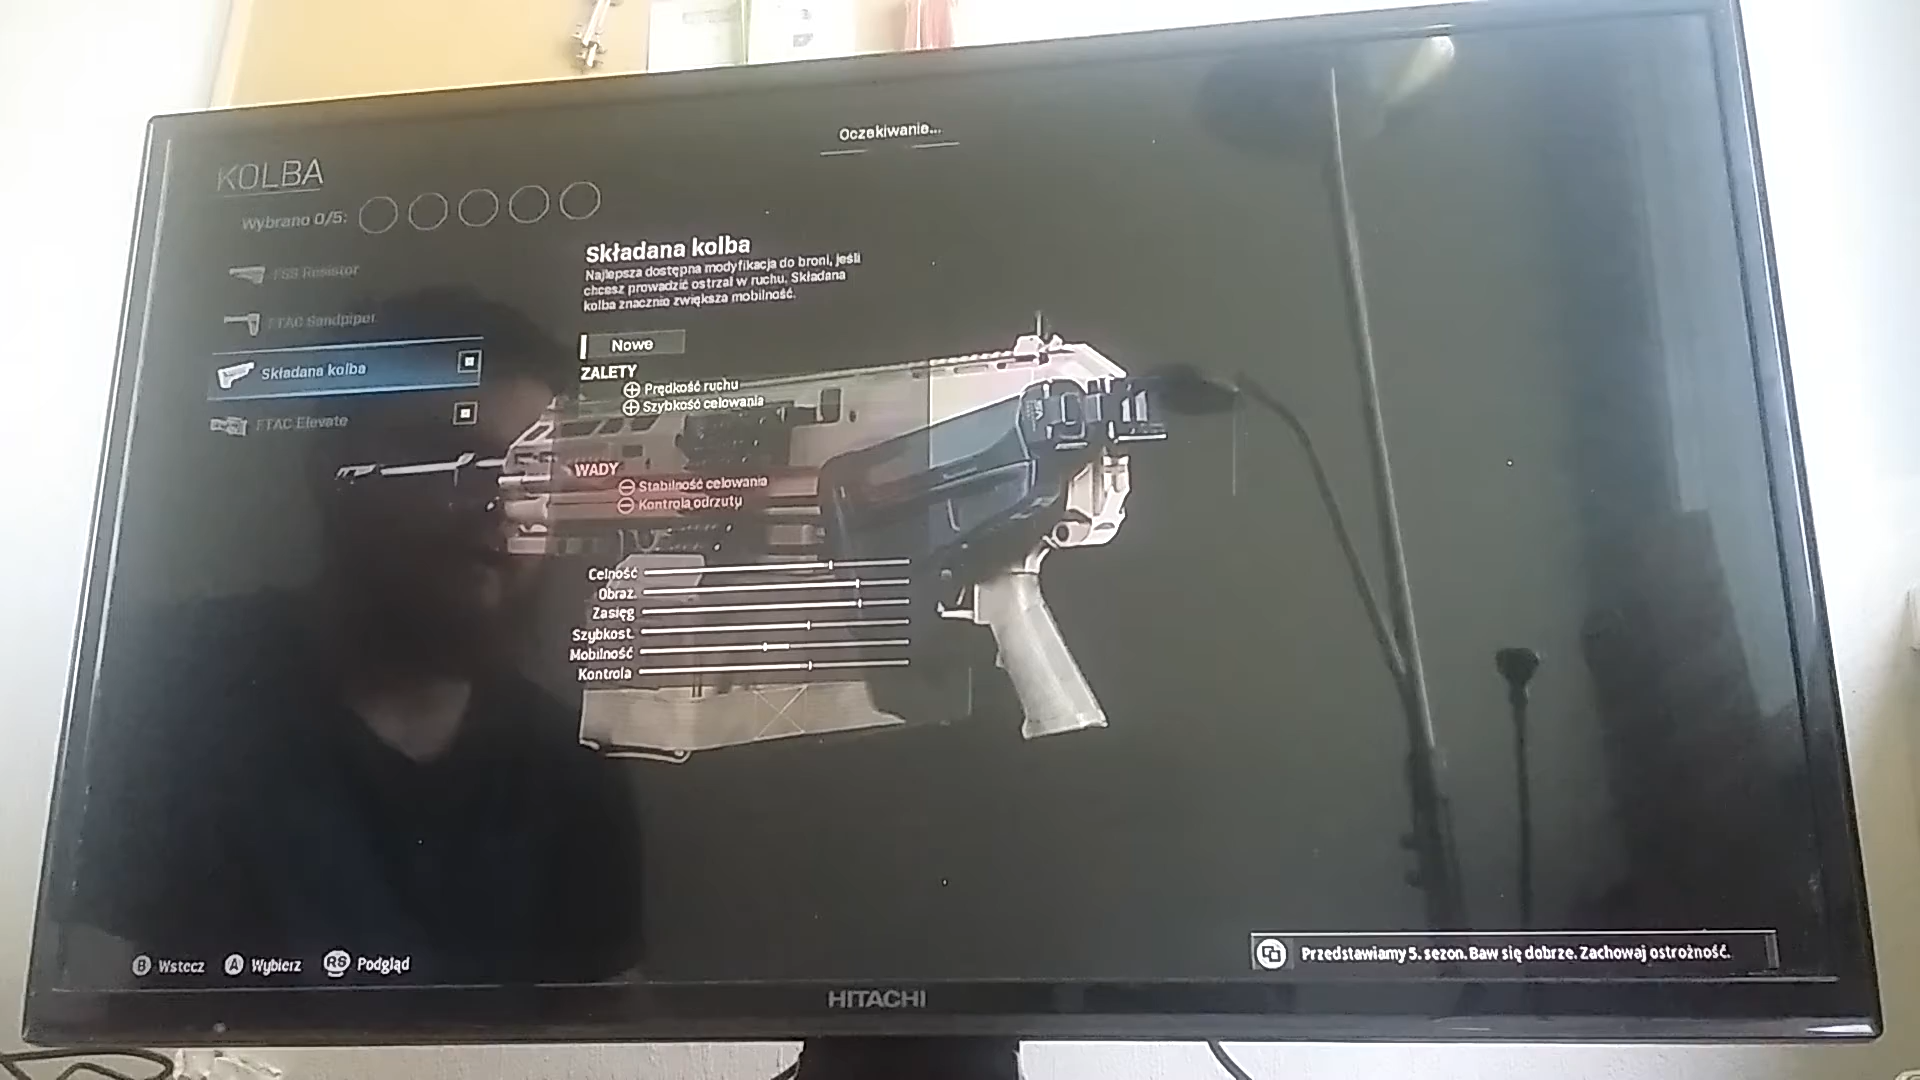 Oczekiwanie...
KOLBA
Wybrano 0/5:
FSS Resistor
FTAC Sandpiper
Składana kolba
FTAC Elevate
Składana kolba
Najlepsza dostępna modyfikacja do broni, jeśli
chcesz prowadzić ostrzał w ruchu. Składana
kolba znacznie zwiększa mobilność.
Nowe
ZALETY
Prędkość ruchu
Szybkość celowania
WADY
Stabilność celowania
Kontrola odrzutu
Celność
Obraż.
Zasięg
Szybkost.
Mobilność
Kontrola
B Wstecz A Wybierz RS Podgląd
Przedstawiamy 5. sezon. Baw się dobrze. Zachowaj ostrożność.
HITACHI